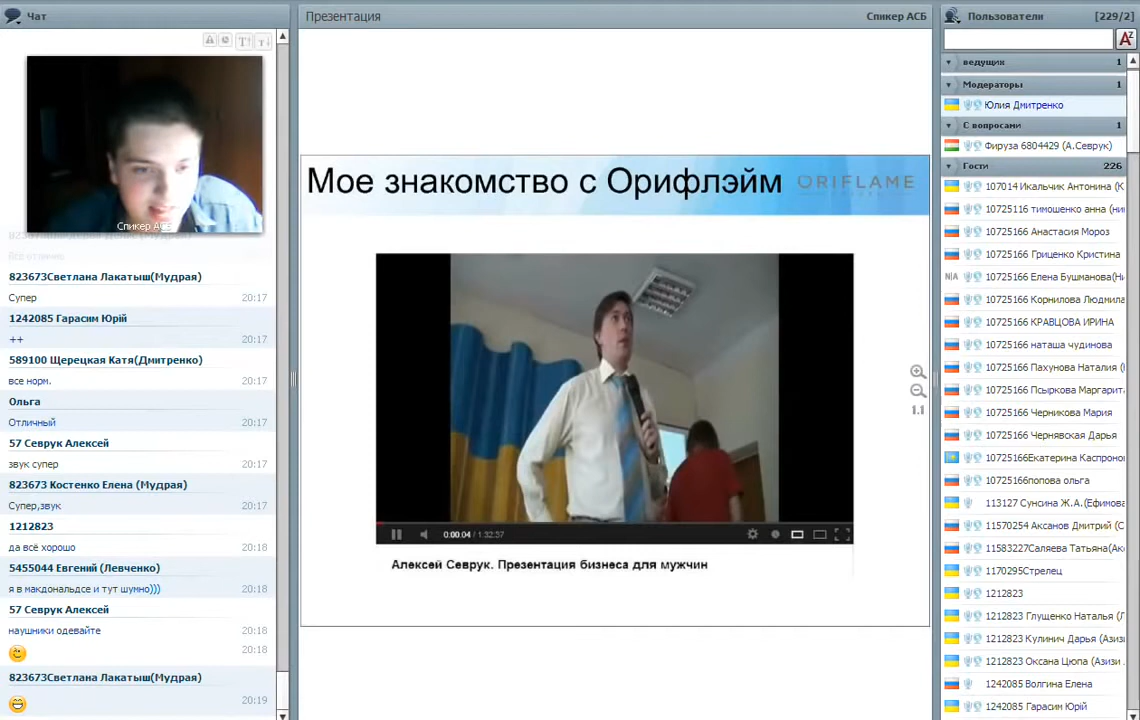 Чат
Спикер АСБ
823673Светлана Лакатыш(Мудрая)
Супер 20:17
1242085 Гарасим Юрій
++ 20:17
589100 Щерецкая Катя(Дмитренко)
все норм. 20:17
Ольга
Отличный 20:17
57 Севрук Алексей
звук супер 20:17
823673 Костенко Елена (Мудрая)
Супер,звук 20:17
1212823
да всё хорошо 20:18
5455044 Евгений (Левченко)
я в макдональдсе и тут шумно))) 20:18
57 Севрук Алексей
наушники одевайте 20:18
20:18
823673Светлана Лакатыш(Мудрая)
20:19
Презентация Спикер АСБ
Мое знакомство с Орифлэйм ORIFLAME
0:00:04 / 1:32:37
Алексей Севрук. Презентация бизнеса для мужчин
1.1
Пользователи [229/2]
ведущих 1
Модераторы 1
Юлия Дмитренко
С вопросами 1
Фируза 6804429 (А.Севрук)
Гости 226
107014 Икальчик Антонина (К
10725116 тимошенко анна (ни
10725166 Анастасия Мороз
10725166 Гриценко Кристина
N/A 10725166 Елена Бушманова(Н
10725166 Корнилова Людмила
10725166 КРАВЦОВА ИРИНА
10725166 наташа чудинова
10725166 Пахунова Наталия (
10725166 Псыркова Маргарит
10725166 Черникова Мария
10725166 Чернявская Дарья
10725166Екатерина Каспронс
10725166попова ольга
113127 Сунсина Ж.А.(Ефимова
11570254 Аксанов Дмитрий (С
11583227Саляева Татьяна(Акс
1170295Стрелец
1212823
1212823 Глущенко Наталья (Л
1212823 Кулинич Дарья (Азизи
1212823 Оксана Цюпа (Азизи
1242085 Волгина Елена
1242085 Гарасим Юрій